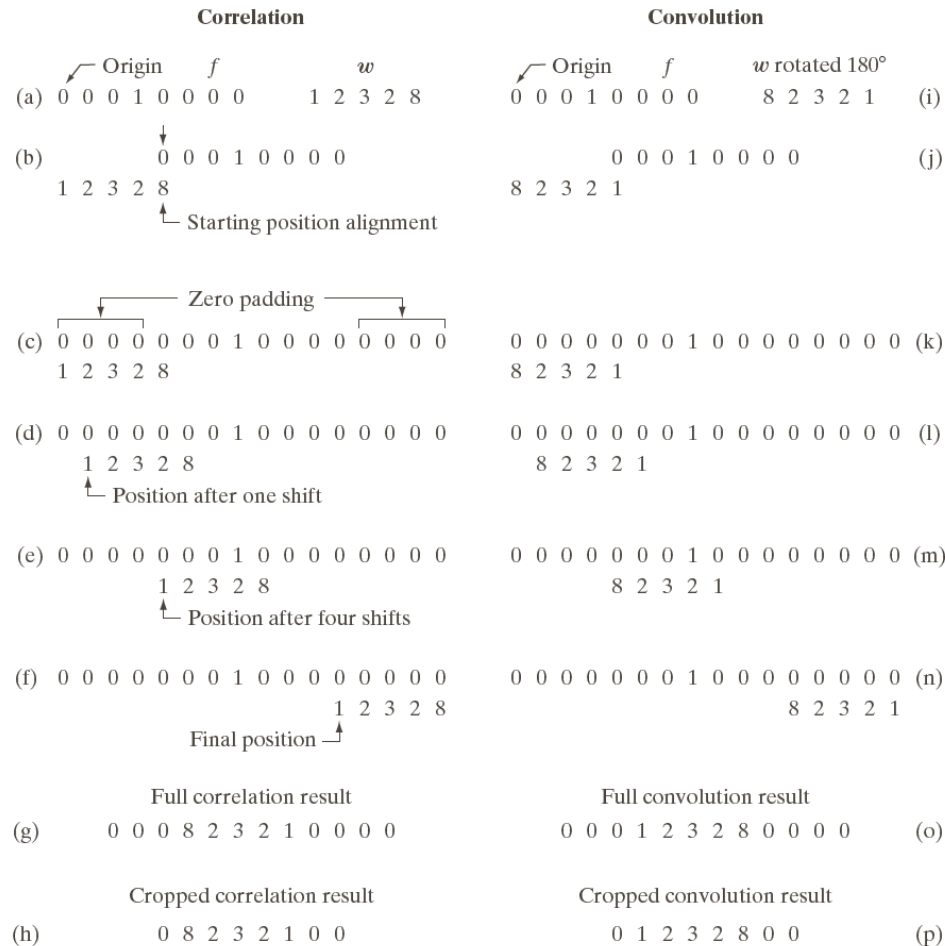 Correlation Convolution
Origin f w Origin f w rotated 180°
(a) 0 0 0 1 0 0 0 0 1 2 3 2 8 0 0 0 1 0 0 0 0 8 2 3 2 1 (i)
(b) 0 0 0 1 0 0 0 0 0 0 0 1 0 0 0 0 (j)
1 2 3 2 8 8 2 3 2 1
Starting position alignment
Zero padding
(c) 0 0 0 0 0 0 0 1 0 0 0 0 0 0 0 0 0 0 0 0 0 0 0 1 0 0 0 0 0 0 0 0 (k)
1 2 3 2 8 8 2 3 2 1
(d) 0 0 0 0 0 0 0 1 0 0 0 0 0 0 0 0 0 0 0 0 0 0 0 1 0 0 0 0 0 0 0 0 (l)
1 2 3 2 8 8 2 3 2 1
Position after one shift
(e) 0 0 0 0 0 0 0 1 0 0 0 0 0 0 0 0 0 0 0 0 0 0 0 1 0 0 0 0 0 0 0 0 (m)
1 2 3 2 8 8 2 3 2 1
Position after four shifts
(f) 0 0 0 0 0 0 0 1 0 0 0 0 0 0 0 0 0 0 0 0 0 0 0 1 0 0 0 0 0 0 0 0 (n)
1 2 3 2 8 8 2 3 2 1
Final position
Full correlation result Full convolution result
(g) 0 0 0 8 2 3 2 1 0 0 0 0 0 0 0 1 2 3 2 8 0 0 0 0 (o)
Cropped correlation result Cropped convolution result
(h) 0 8 2 3 2 1 0 0 0 1 2 3 2 8 0 0 (p)